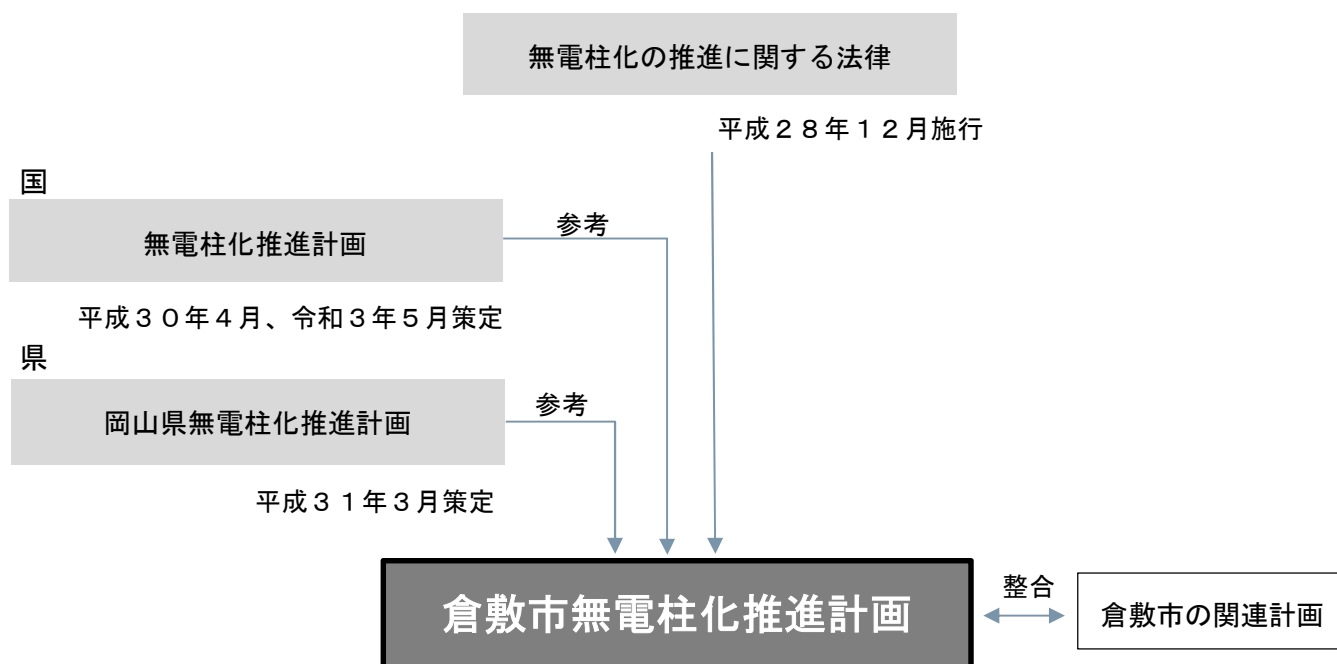 無電柱化の推進に関する法律
平成２８年１２月施行
国
無電柱化推進計画
参考
平成３０年４月、令和３年５月策定
県
岡山県無電柱化推進計画
参考
平成３１年３月策定
倉敷市無電柱化推進計画
整合
倉敷市の関連計画